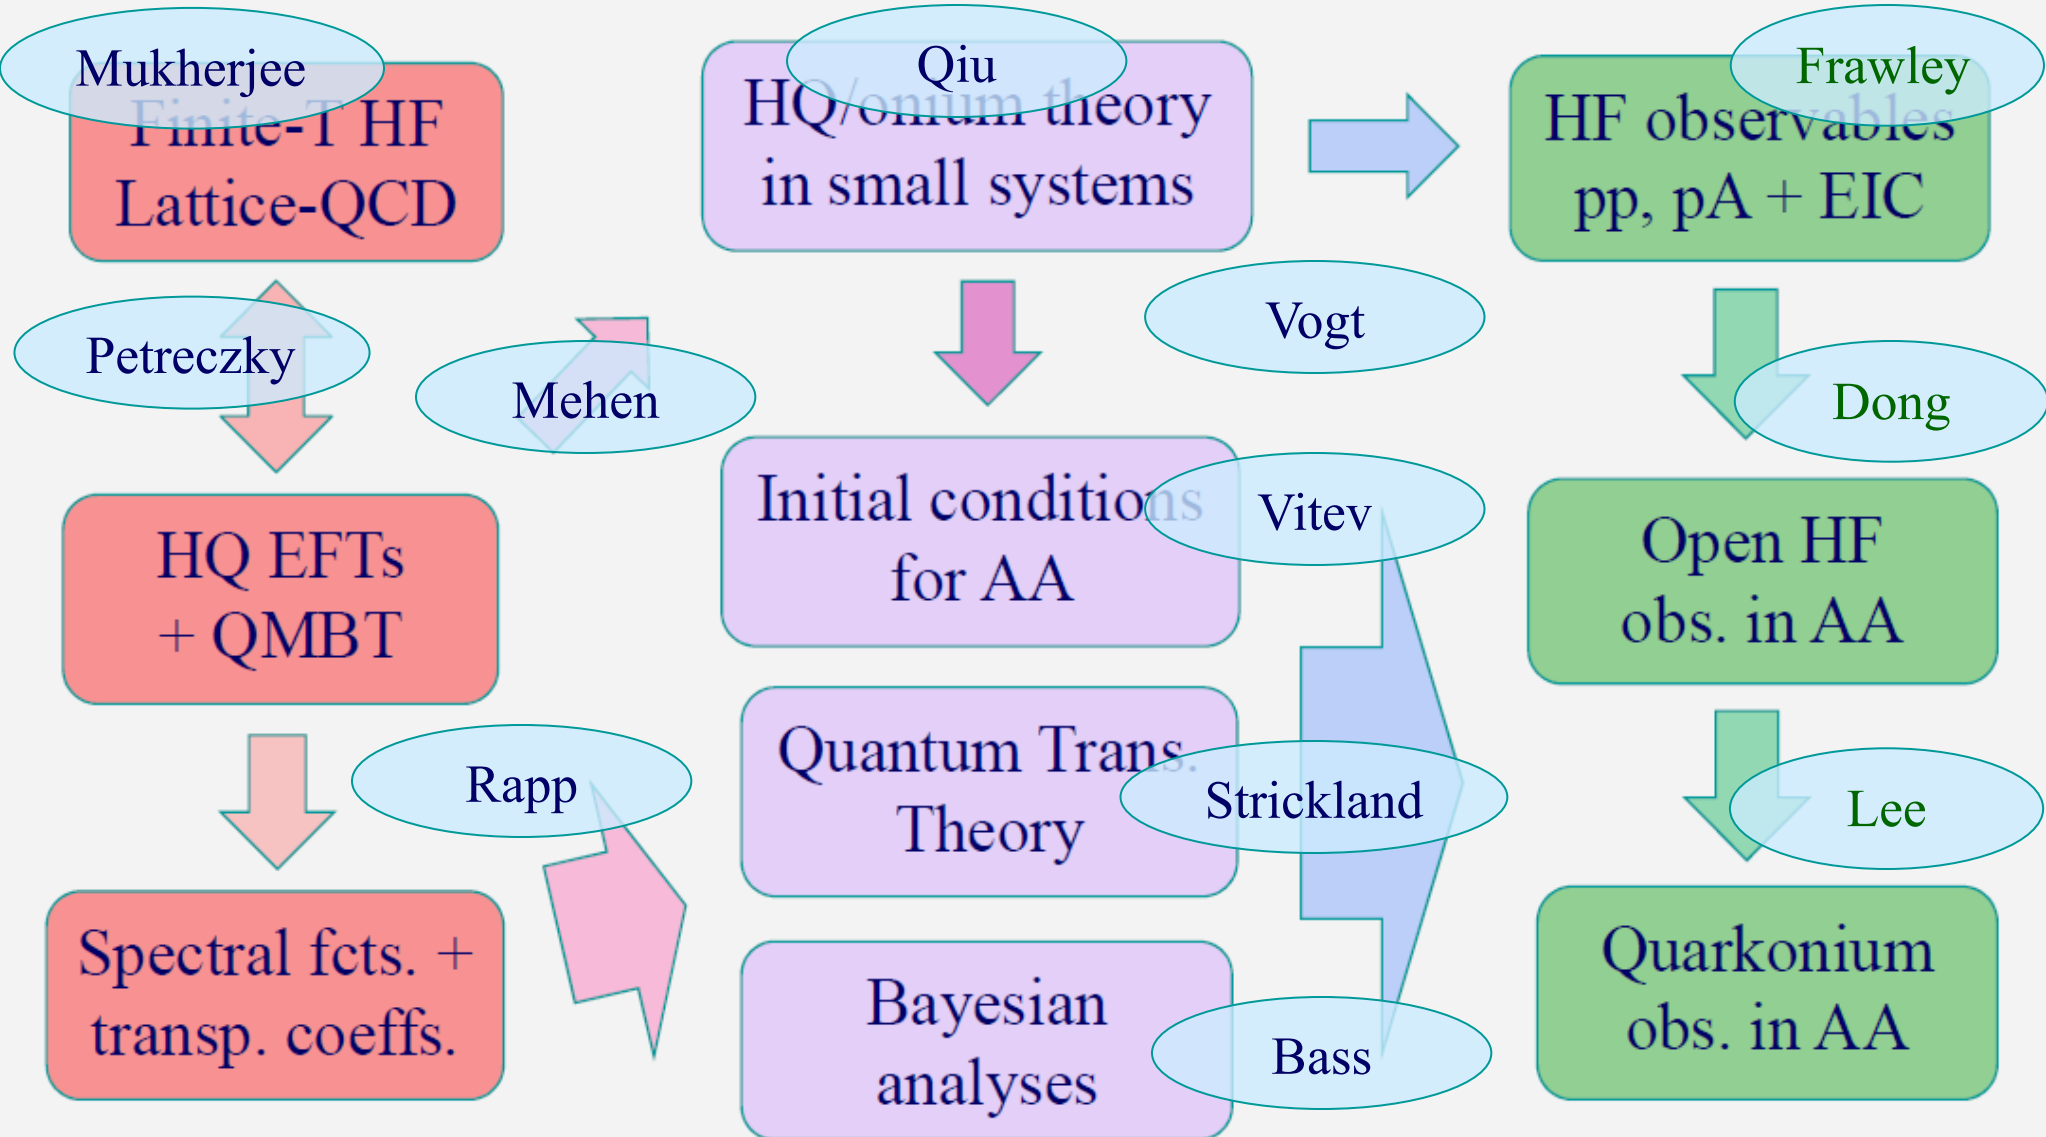 Mukherjee
Finite-T HF
Lattice-QCD
Petreczky
HQ EFTs
+ QMBT
Rapp
Spectral fcts. +
transp. coeffs.
Mehen
Qiu
HQ/onium theory
in small systems
Vogt
Initial conditions
for AA
Vitev
Quantum Trans.
Theory
Strickland
Bayesian
analyses
Bass
Frawley
HF observables
pp, pA + EIC
Dong
Open HF
obs. in AA
Lee
Quarkonium
obs. in AA